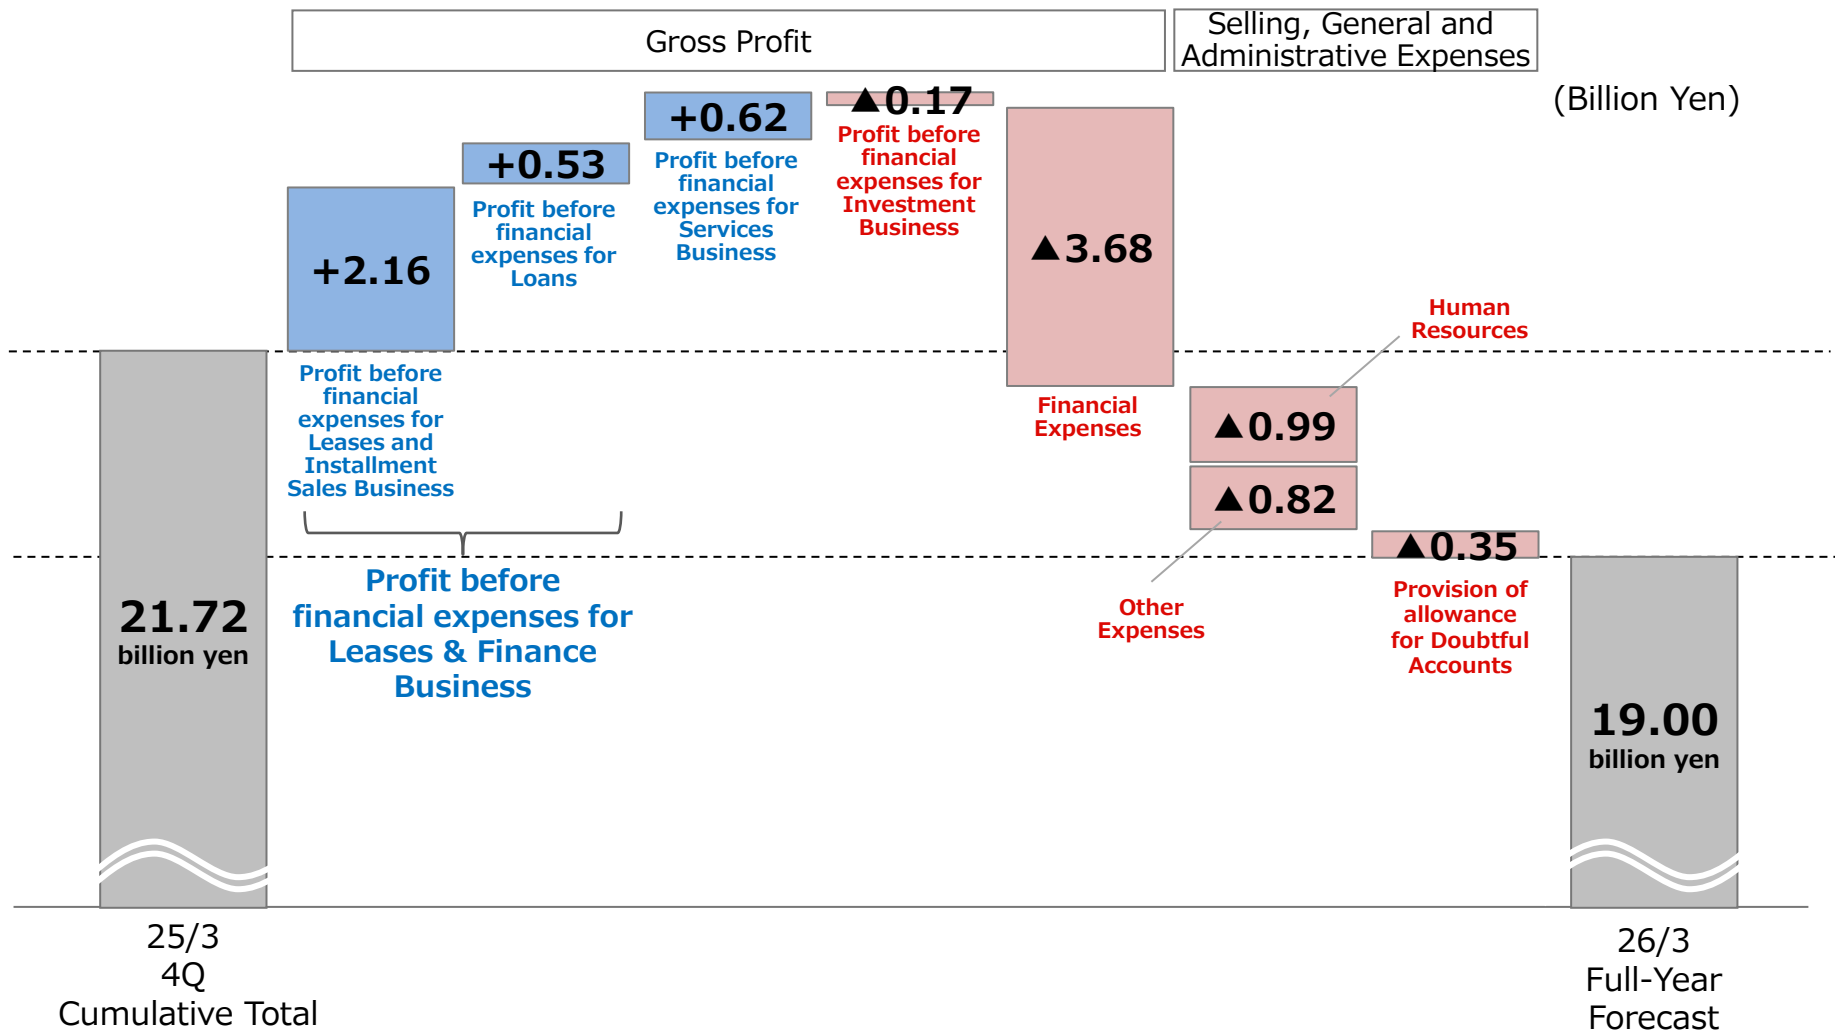 Gross Profit
Selling, General and
Administrative Expenses
(Billion Yen)
+2.16
Profit before
financial
expenses for
Leases and
Installment
Sales Business
+0.53
Profit before
financial
expenses for
Loans
+0.62
Profit before
financial
expenses for
Services
Business
▲0.17
Profit before
financial
expenses for
Investment
Business
▲3.68
Financial
Expenses
Human
Resources
▲0.99
▲0.82
Other
Expenses
▲0.35
Provision of
allowance
for Doubtful
Accounts
Profit before
financial expenses for
Leases & Finance
Business
21.72
billion yen
19.00
billion yen
25/3
4Q
Cumulative Total
26/3
Full-Year
Forecast